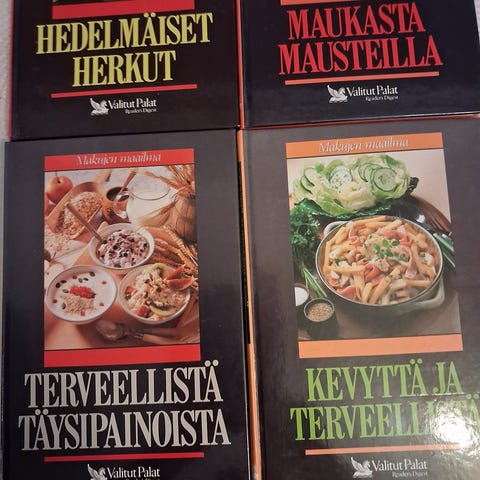 HEDELMÄISET
HERKUT
Valitut Palat
Reader's Digest
MAUKASTA
MAUSTEILLA
Valitut Palat
Reader's Digest
Makujen maailma
TERVEELLISTÄ
TÄYSIPAINOISTA
Valitut Palat
Reader's Digest
Makujen maailma
KEVYTTÄ JA
TERVEELLISTÄ
Valitut Palat
Reader's Digest